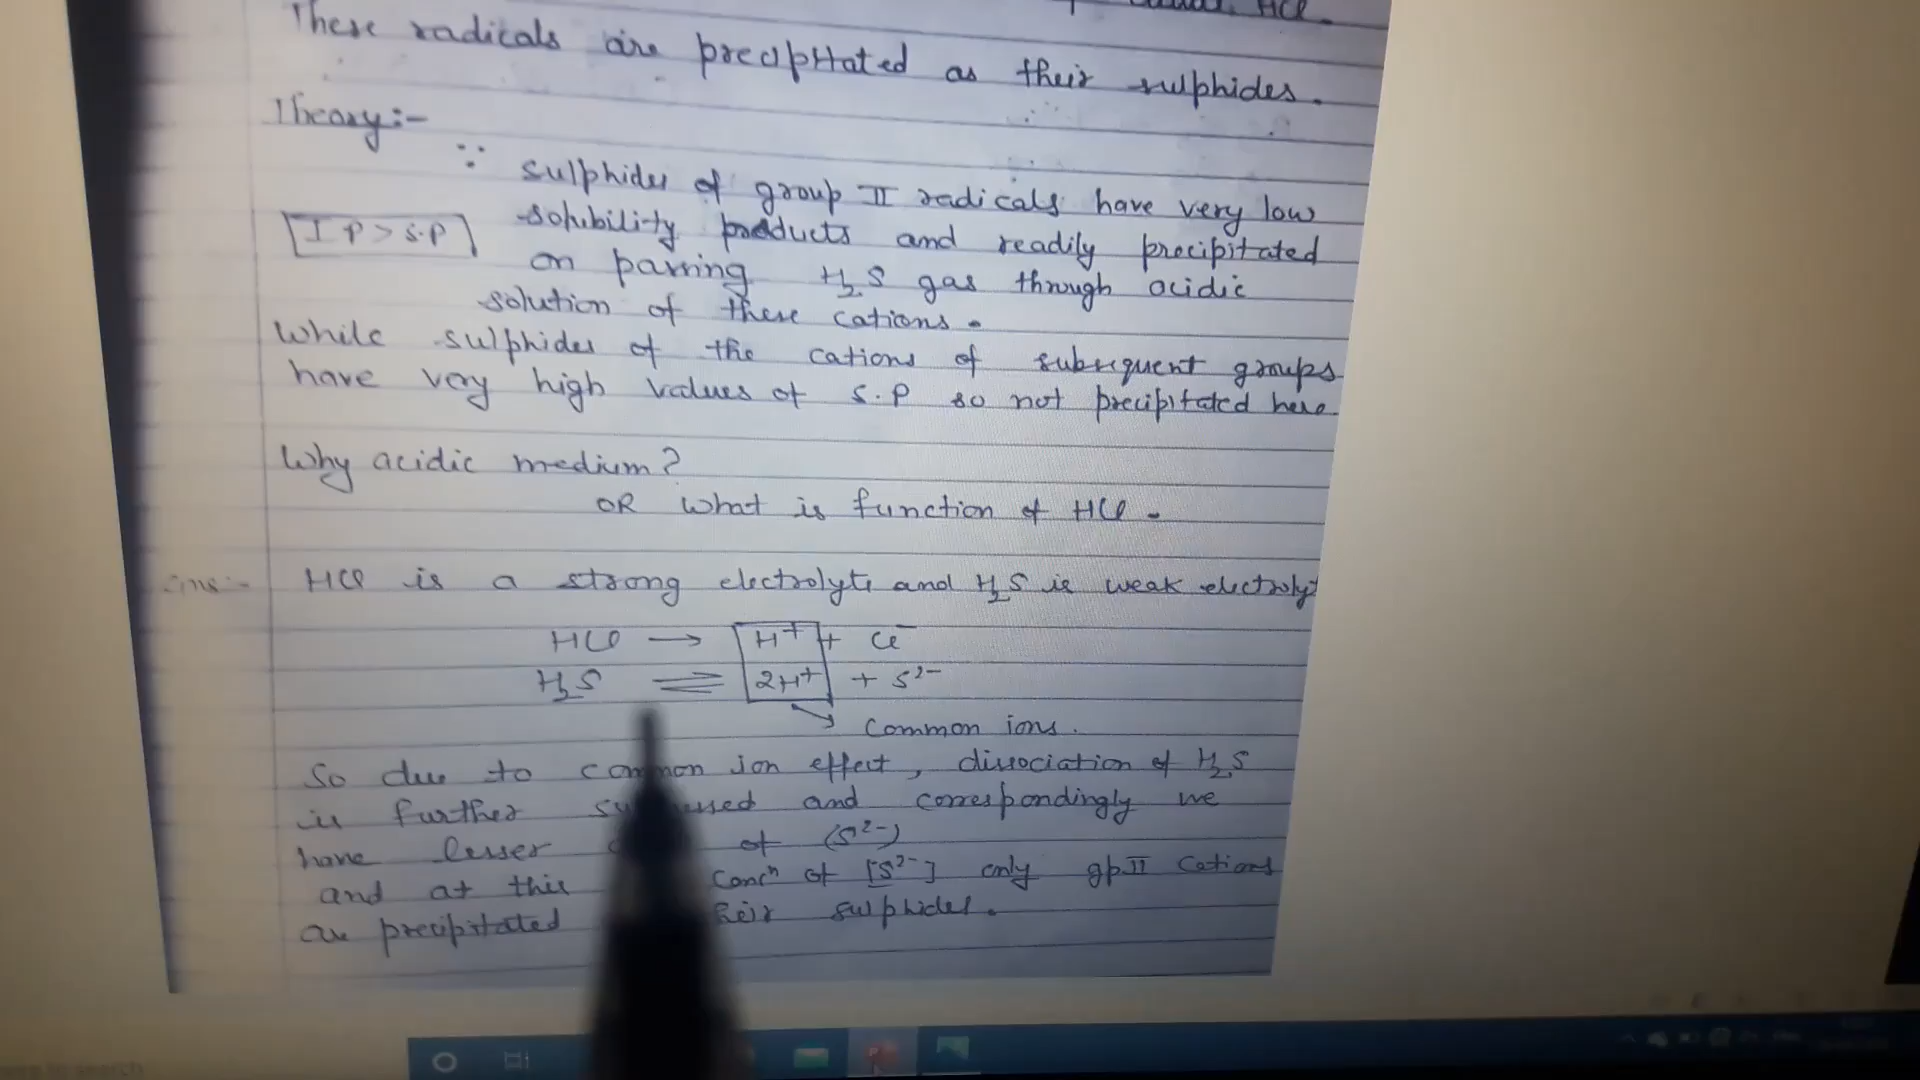 HCl.
These radicals are precipitated as their sulphides.
Theory:-
∵ sulphides of group II radicals have very low
I P > S.P solubility products and readily precipitated
on passing H2S gas through acidic
solution of these cations.
While sulphides of the cations of subsequent groups
have very high values of S.P so not precipitated here.
Why acidic medium?
OR What is function of HCl.
Ans:- HCl is a strong electrolyte and H2S is weak electrolyt
HCl → H+ + Cl-
H2S ⇌ 2H+ + S2-
Common ions.
So due to common ion effect, dissociation of H2S
is further and correspondingly we
have lesser of (S2-)
and at this concn of [S2-] only gp II cations
are precipitated their sulphides.